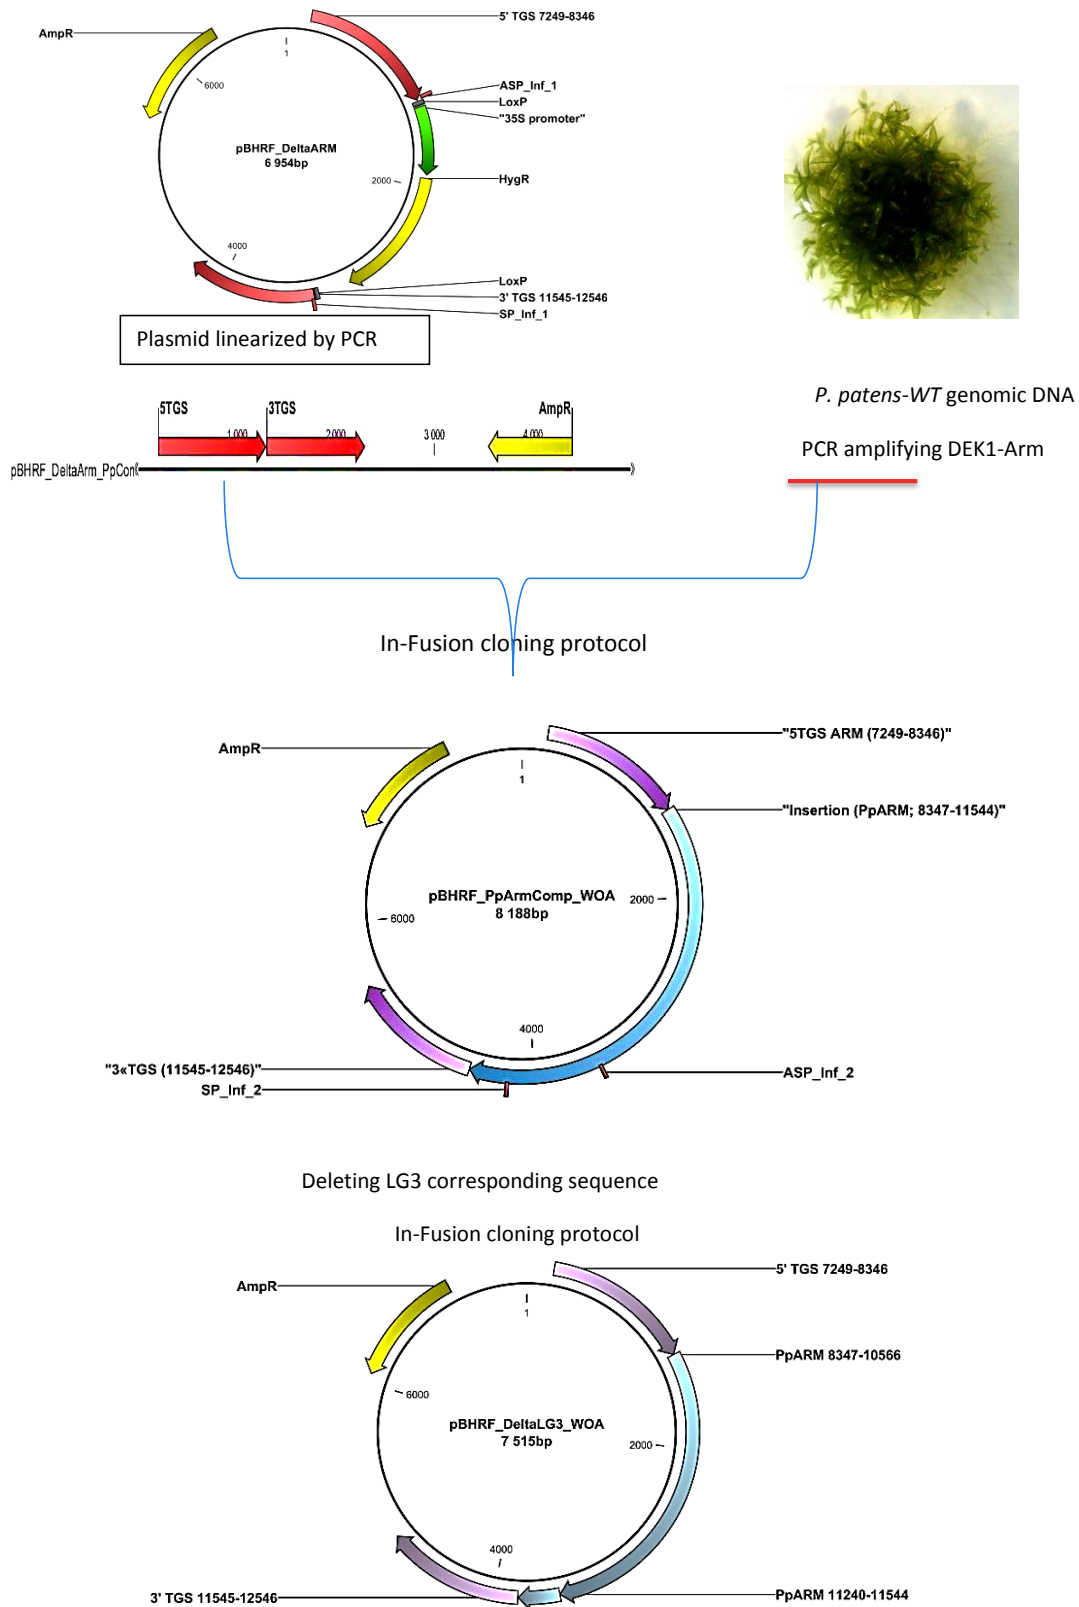 5' TGS 7249-8346
AmpR
1
6000
ASP_Inf_1
LoxP
"35S promoter"
pBHRF_DeltaARM
6 954bp
2000
HygR
4000
LoxP
3' TGS 11545-12546
SP_Inf_1
Plasmid linearized by PCR
P. patens-WT genomic DNA
5TGS
3TGS
AmpR
1 000
2 000
3 000
4 000
PCR amplifying DEK1-Arm
pBHRF_DeltaArm_PpCon
In-Fusion cloning protocol
"5TGS ARM (7249-8346)"
AmpR
1
"Insertion (PpARM; 8347-11544)"
pBHRF_PpArmComp_WOA
8 188bp
2000
6000
4000
"3«TGS (11545-12546)"
ASP_Inf_2
SP_Inf_2
Deleting LG3 corresponding sequence
In-Fusion cloning protocol
5' TGS 7249-8346
AmpR
1
PpARM 8347-10566
6000
pBHRF_DeltaLG3_WOA
7 515bp
2000
4000
3' TGS 11545-12546
PpARM 11240-11544